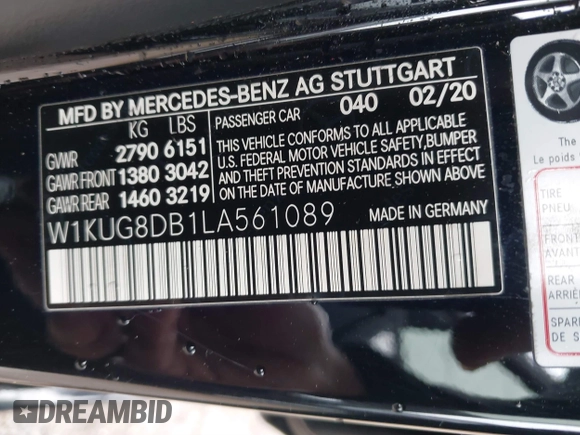 MFD BY MERCEDES-BENZ AG STUTTGART
KG LBS
PASSENGER CAR 040 02/20
GVWR 2790 6151
GAWR FRONT 1380 3042
GAWR REAR 1460 3219
THIS VEHICLE CONFORMS TO ALL APPLICABLE
U.S. FEDERAL MOTOR VEHICLE SAFETY, BUMPER
AND THEFT PREVENTION STANDARDS IN EFFECT
ON THE DATE OF MANUFACTURE SHOWN ABOVE
W1KUG8DB1LA561089 MADE IN GERMANY
The
Le poids
TIRE
PNEU
FRONT
AVANT
REAR
ARRIÈ
SPAR
DE S
DREAMBID